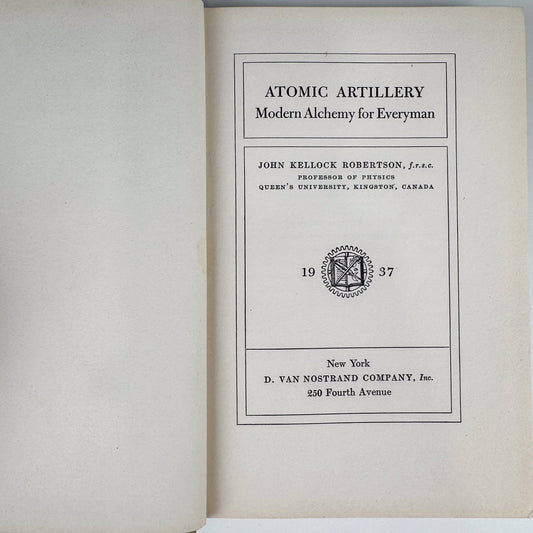 ATOMIC ARTILLERY
Modern Alchemy for Everyman
JOHN KELLOCK ROBERTSON, f.r.s.c.
PROFESSOR OF PHYSICS
QUEEN'S UNIVERSITY, KINGSTON, CANADA
19 37
New York
D. VAN NOSTRAND COMPANY, Inc.
250 Fourth Avenue